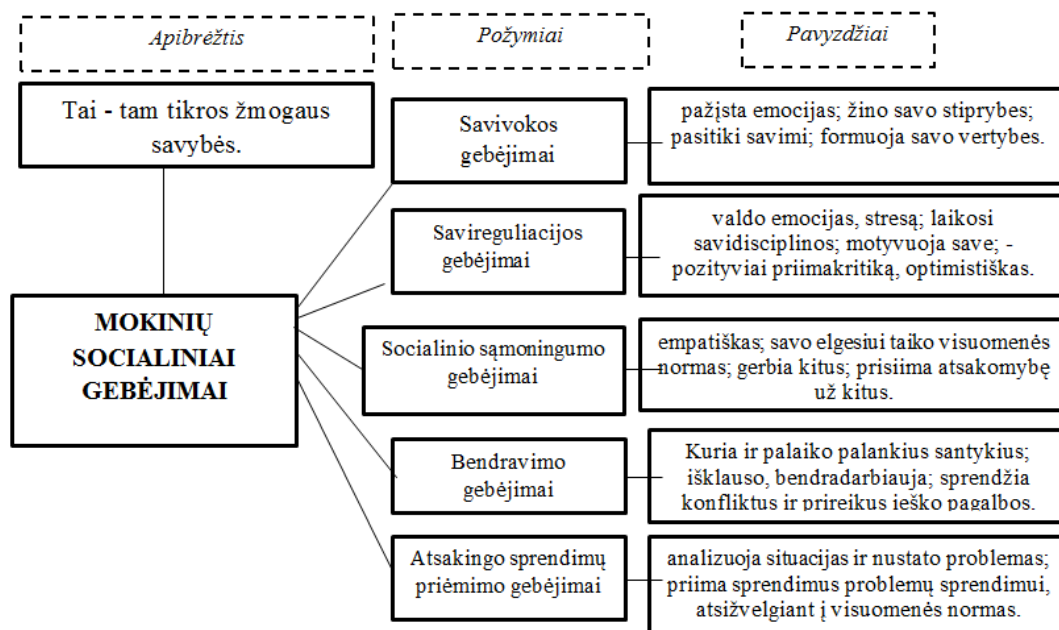 Apibrėžtis
Požymiai
Pavyzdžiai
Tai - tam tikros žmogaus
savybės.
MOKINIŲ
SOCIALINIAI
GEBĖJIMAI
Savivokos
gebėjimai
pažįsta emocijas; žino savo stiprybes;
pasitiki savimi; formuoja savo vertybes.
Savireguliacijos
gebėjimai
valdo emocijas, stresą; laikosi
savidisciplinos; motyvuoja save; -
pozityviai priimakritiką, optimistiškas.
Socialinio sąmoningumo
gebėjimai
empatiškas; savo elgesiui taiko visuomenės
normas; gerbia kitus; prisiima atsakomybę
už kitus.
Bendravimo
gebėjimai
Kuria ir palaiko palankius santykius;
išklauso, bendradarbiauja; sprendžia
konfliktus ir prireikus ieško pagalbos.
Atsakingo sprendimų
priėmimo gebėjimai
analizuoja situacijas ir nustato problemas;
priima sprendimus problemų sprendimui,
atsižvelgiant į visuomenės normas.